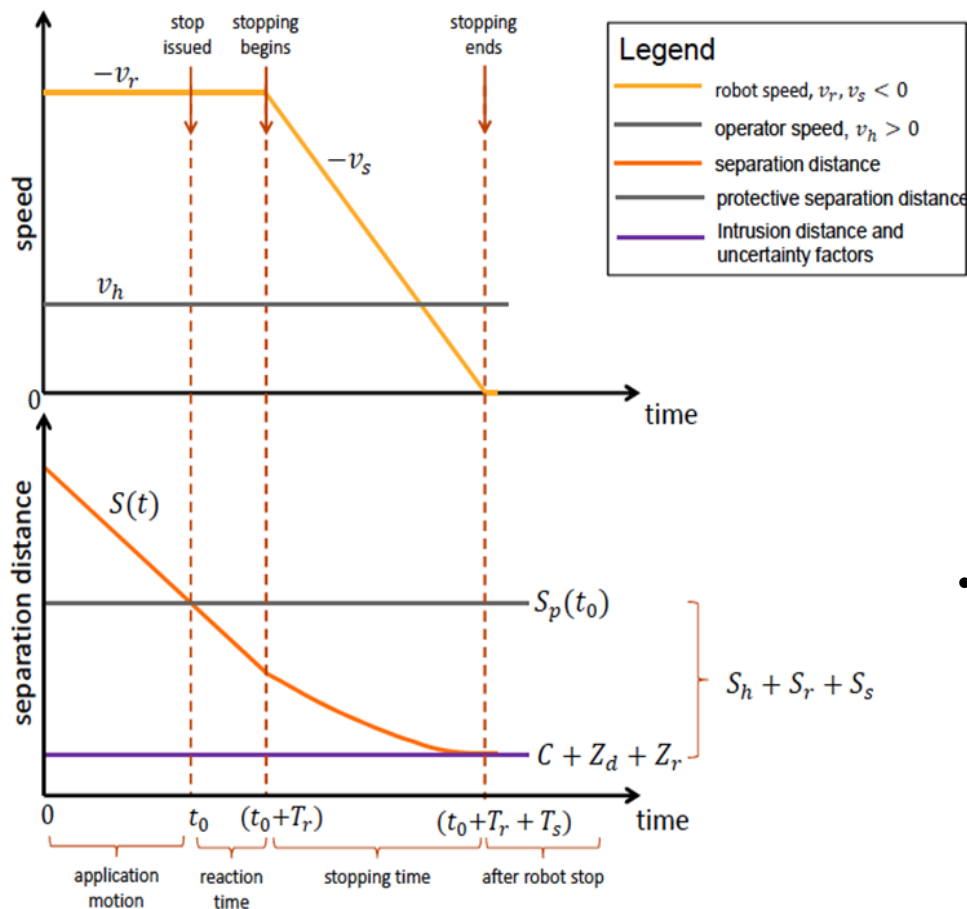 stop
issued
stopping
begins
stopping
ends
−v_r
−v_s
v_h
speed
0
time
Legend
robot speed, v_r, v_s < 0
operator speed, v_h > 0
separation distance
protective separation distance
Intrusion distance and
uncertainty factors
separation distance
S(t)
S_p(t_0)
S_h + S_r + S_s
C + Z_d + Z_r
0
t_0
(t_0+T_r)
(t_0+T_r + T_s)
time
application
motion
reaction
time
stopping time
after robot stop